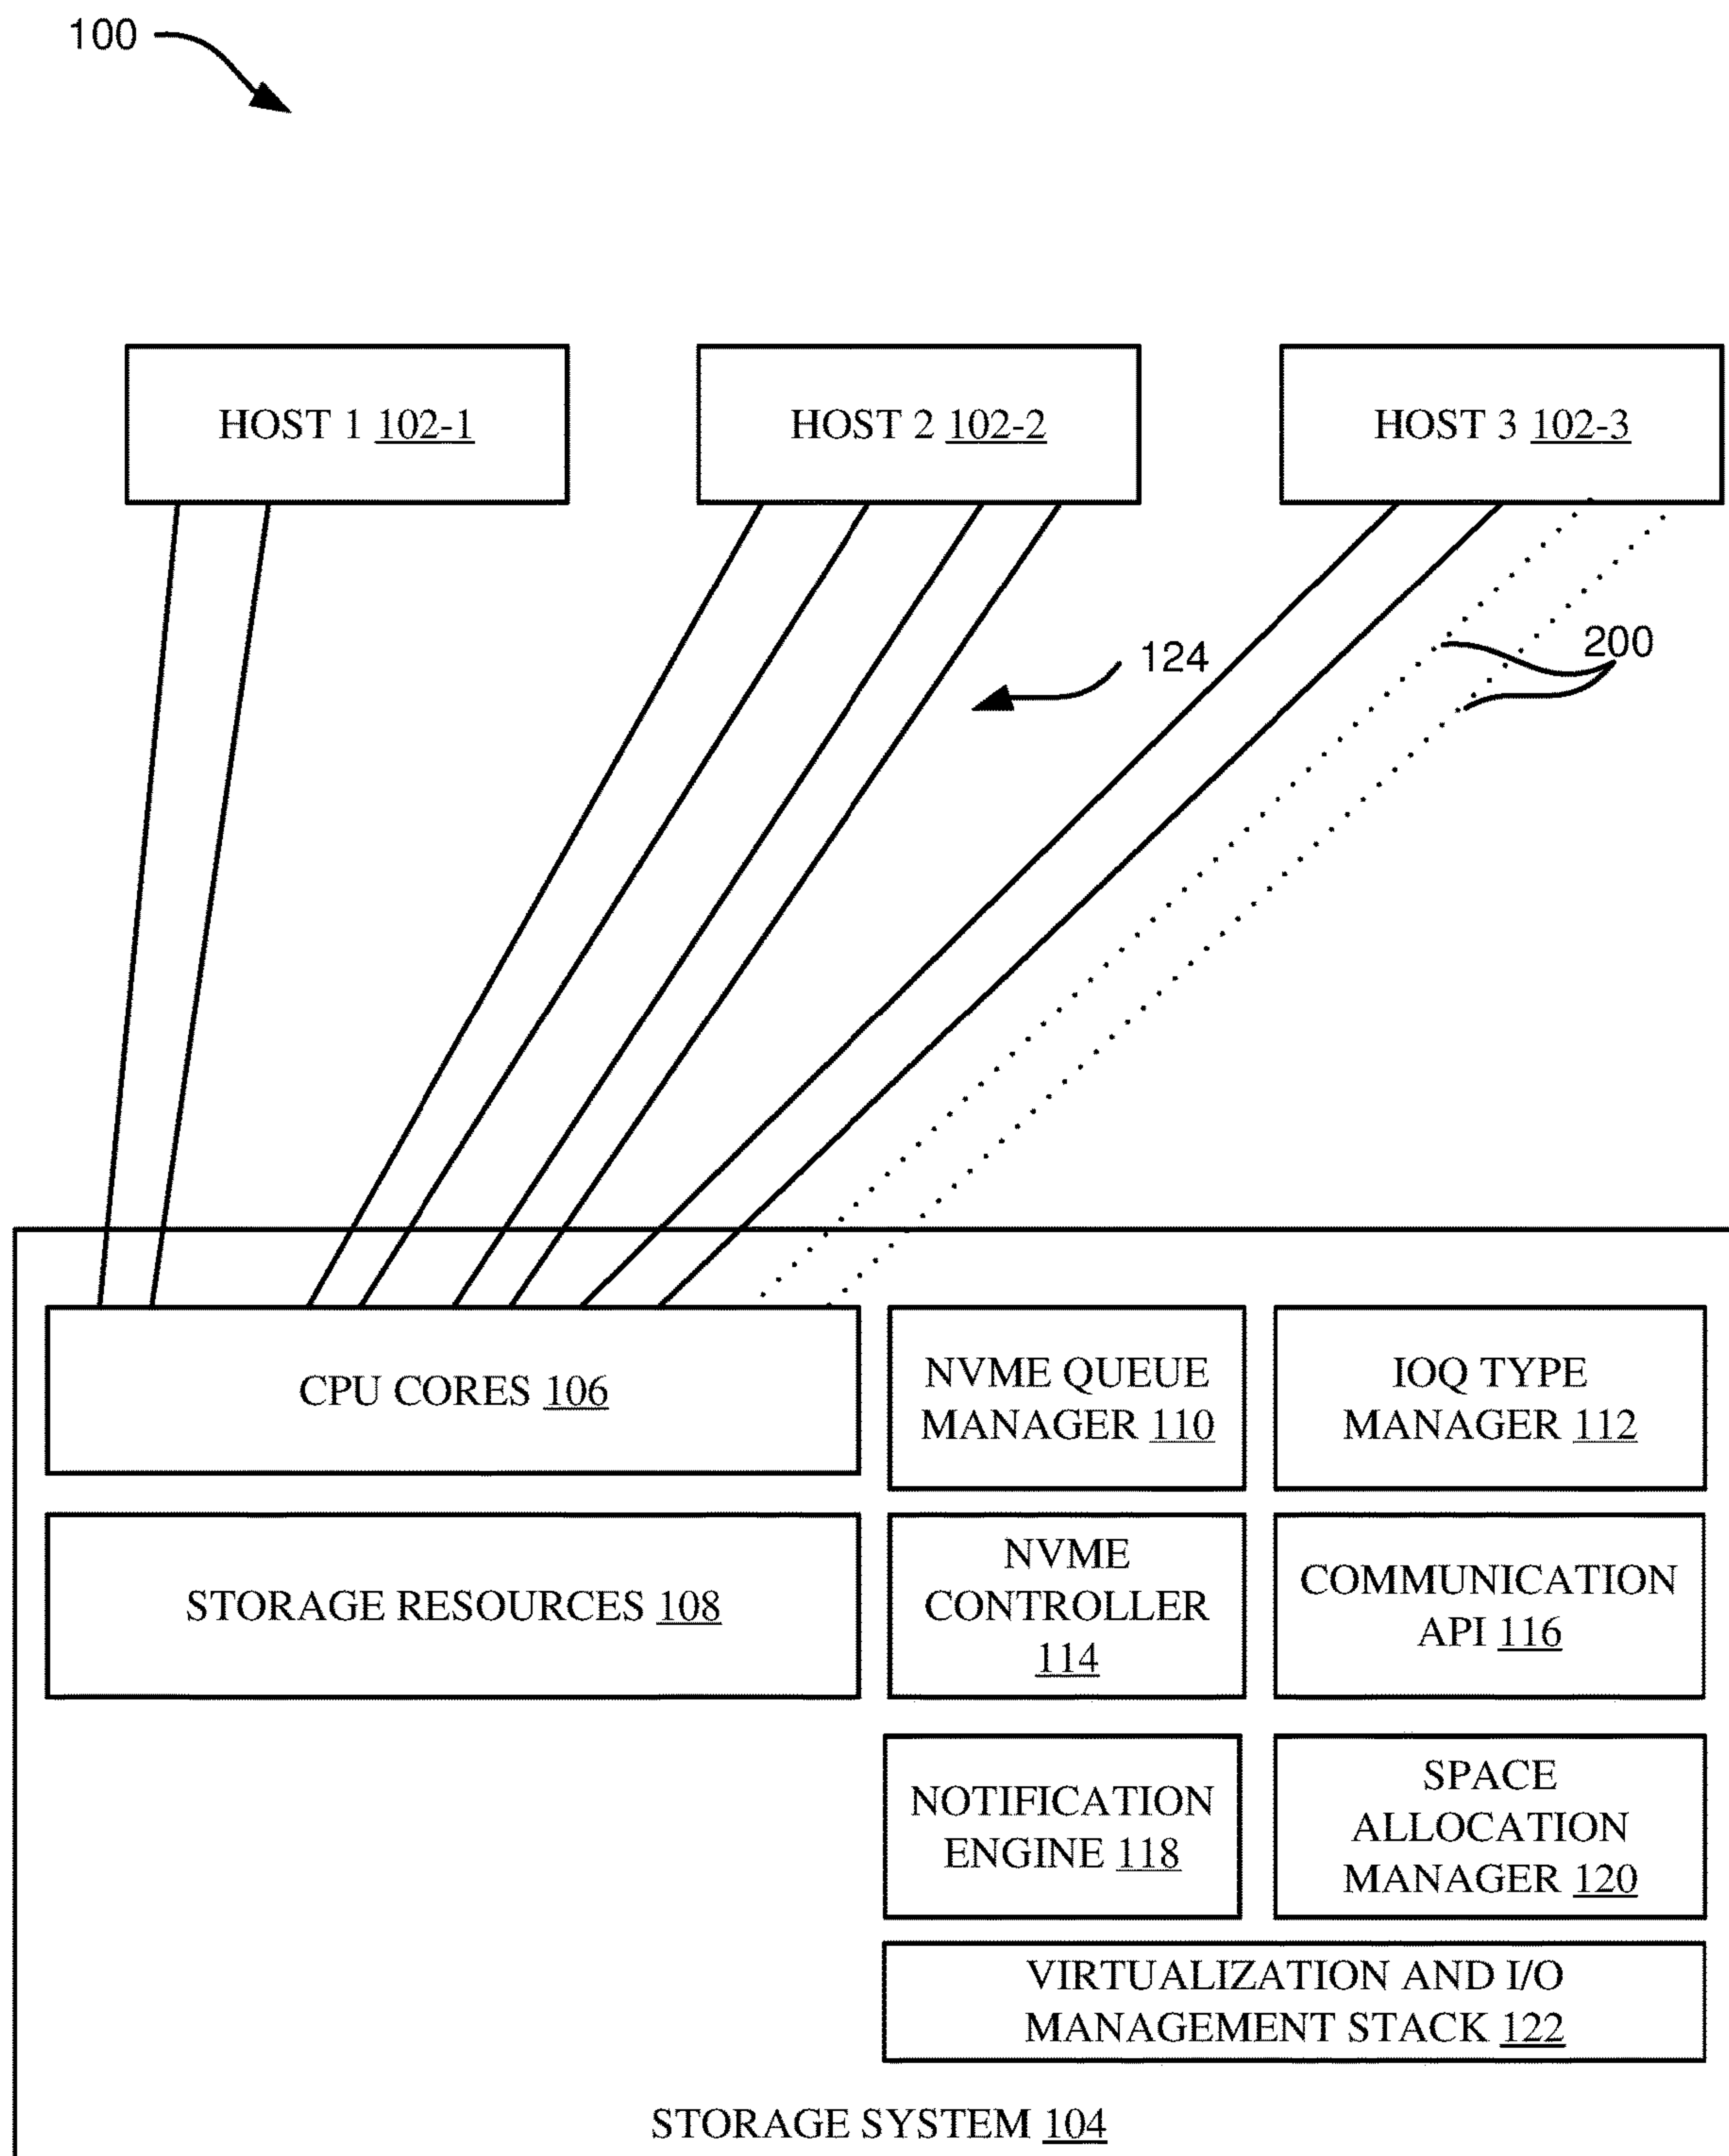 100
HOST 1 102-1
HOST 2 102-2
HOST 3 102-3
124
200
CPU CORES 106
NVME QUEUE
MANAGER 110
IOQ TYPE
MANAGER 112
STORAGE RESOURCES 108
NVME
CONTROLLER
114
COMMUNICATION
API 116
NOTIFICATION
ENGINE 118
SPACE
ALLOCATION
MANAGER 120
VIRTUALIZATION AND I/O
MANAGEMENT STACK 122
STORAGE SYSTEM 104